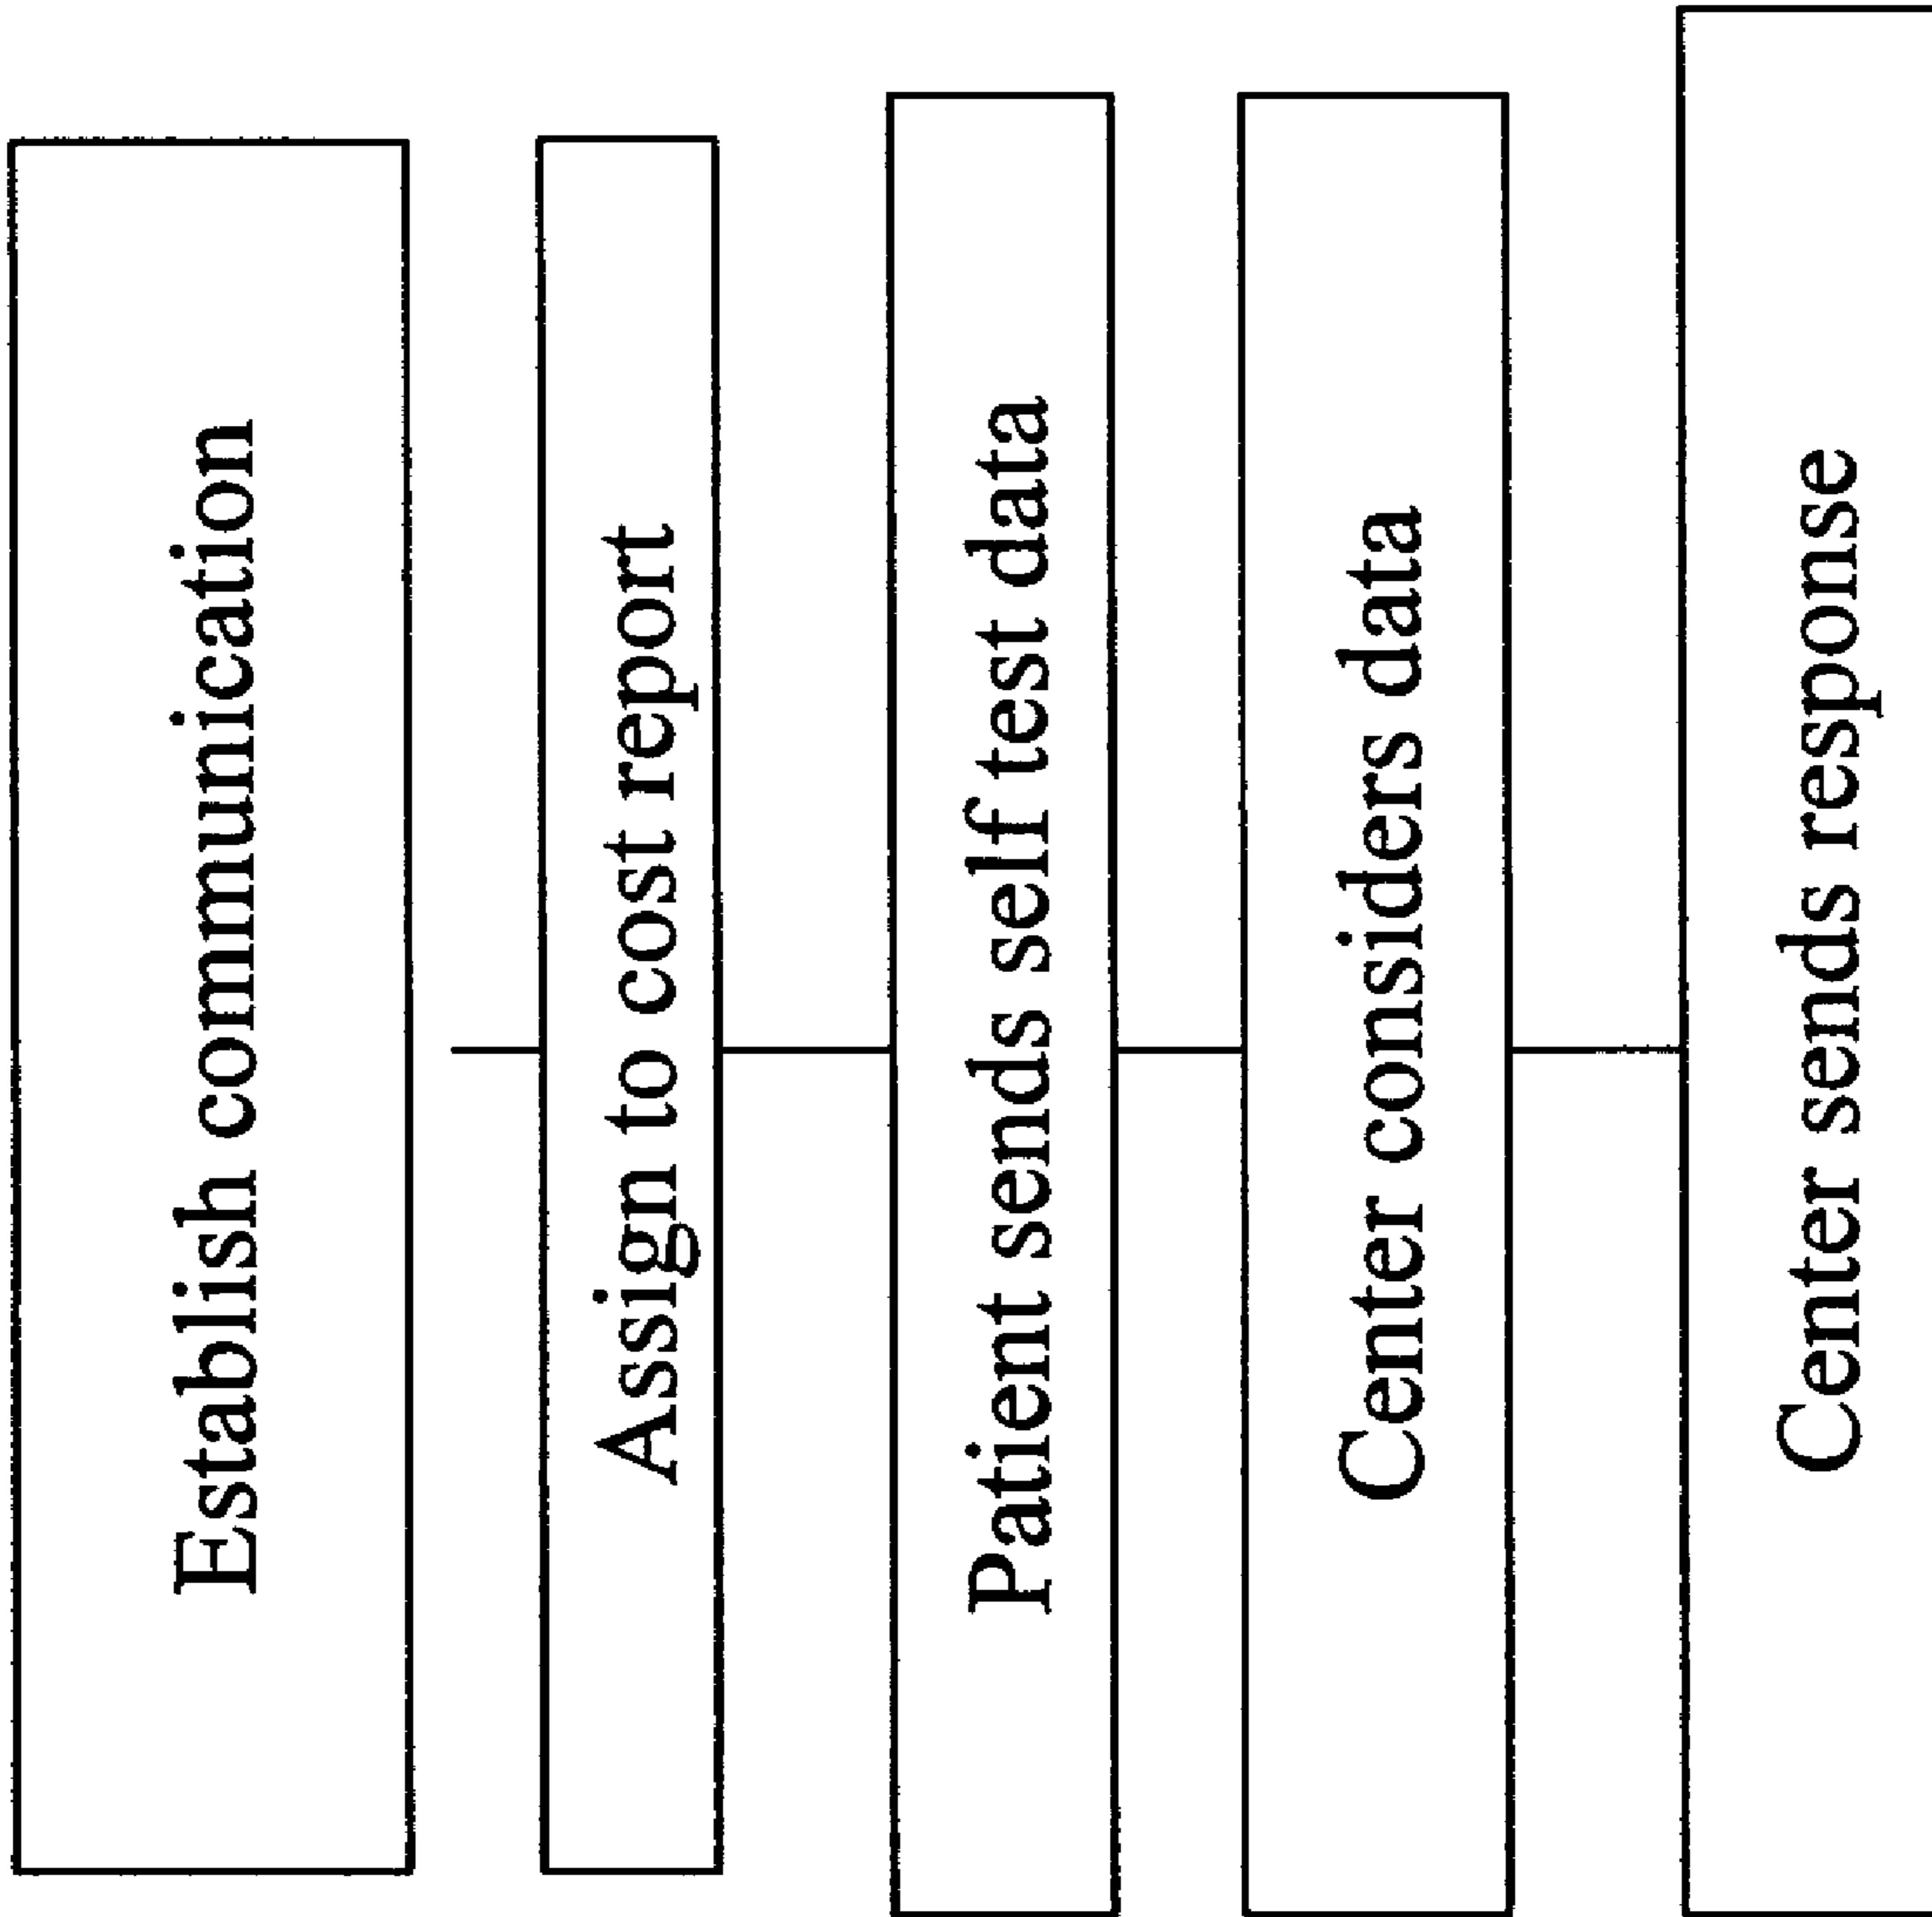 Establish communication
Assign to cost report
Patient sends self test data
Center considers data
Center sends response